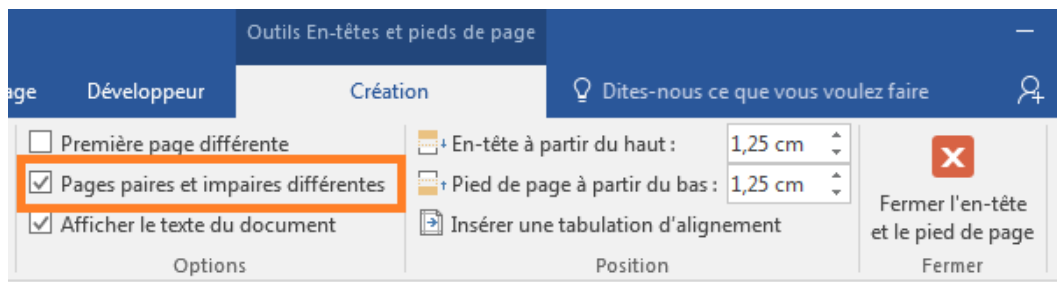 Outils En-têtes et pieds de page
Développeur
Création
Dites-nous ce que vous voulez faire
Première page différente
En-tête à partir du haut :
1,25 cm
Pages paires et impaires différentes
Pied de page à partir du bas :
1,25 cm
Afficher le texte du document
Insérer une tabulation d'alignement
Fermer l'en-tête
et le pied de page
Options
Position
Fermer